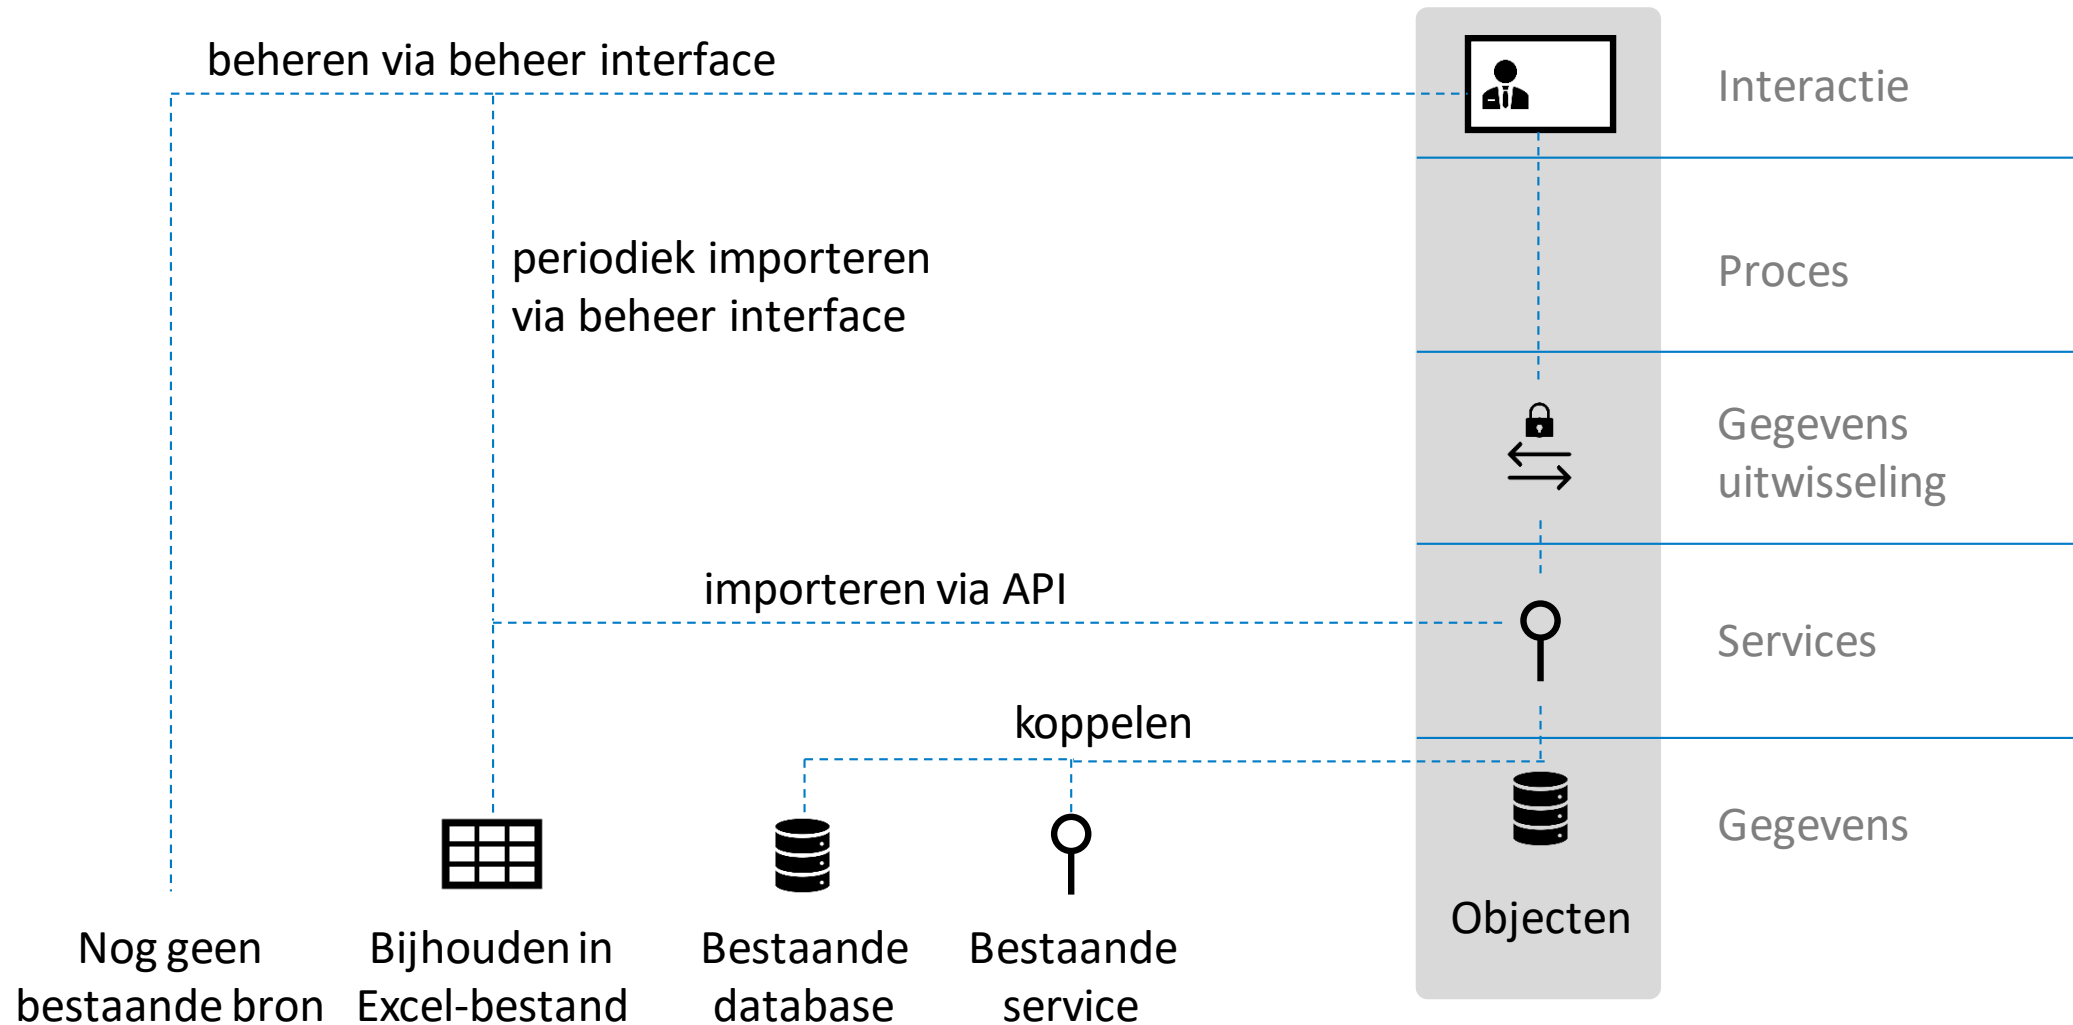 beheren via beheer interface
Interactie
periodiek importeren
via beheer interface
Proces
Gegevens
uitwisseling
importeren via API
Services
koppelen
Gegevens
Objecten
Nog geen
bestaande bron
Bijhouden in
Excel-bestand
Bestaande
database
Bestaande
service